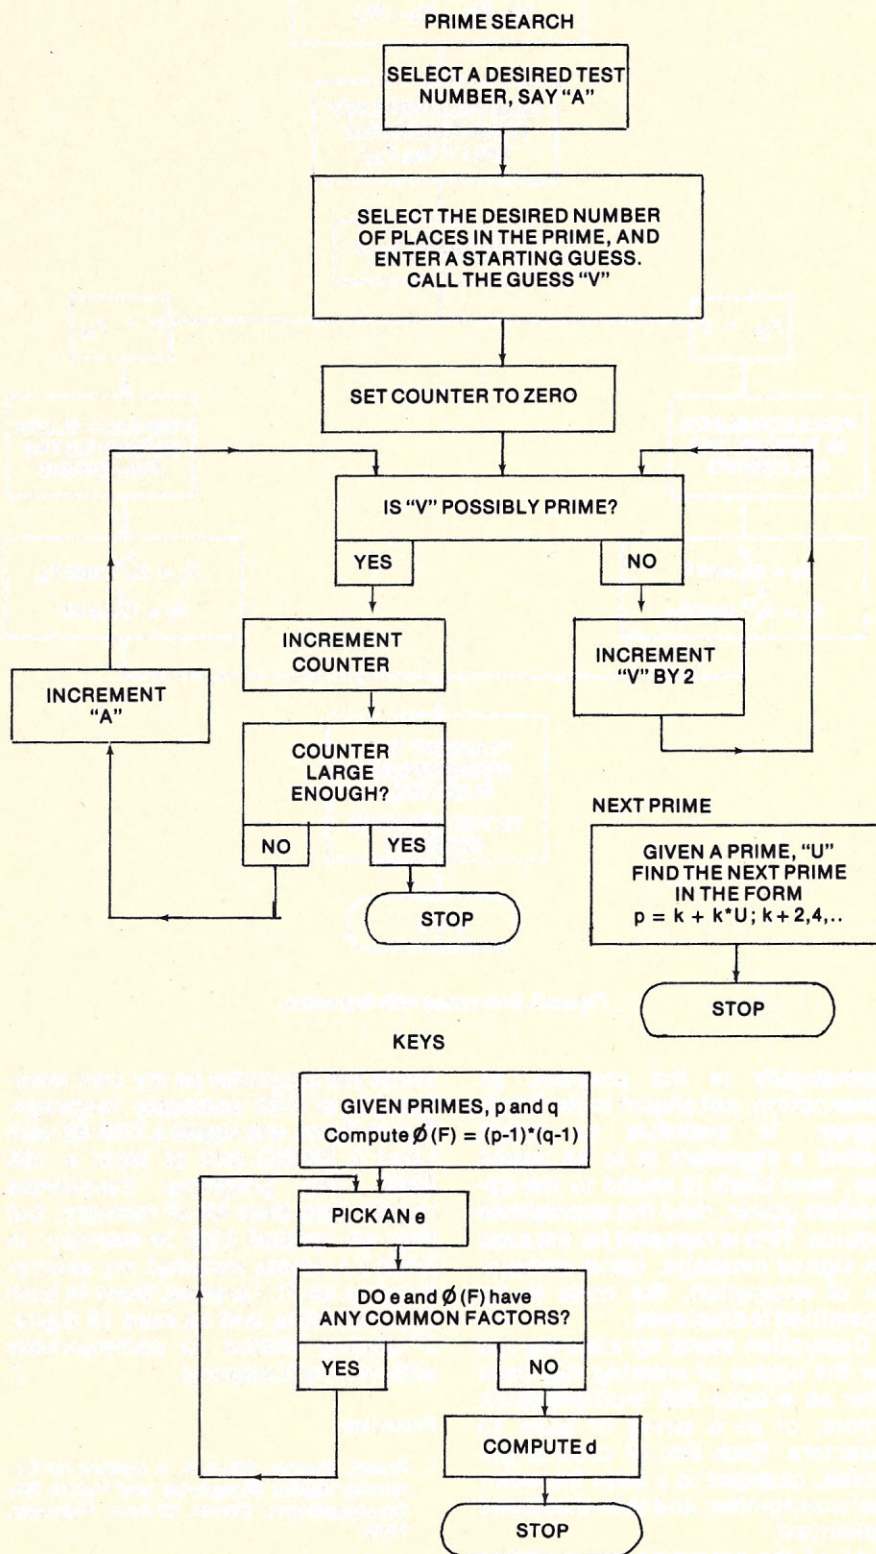 PRIME SEARCH
SELECT A DESIRED TEST
NUMBER, SAY "A"
SELECT THE DESIRED NUMBER
OF PLACES IN THE PRIME, AND
ENTER A STARTING GUESS.
CALL THE GUESS "V"
SET COUNTER TO ZERO
IS "V" POSSIBLY PRIME?
YES
NO
INCREMENT
COUNTER
INCREMENT
"V" BY 2
INCREMENT
"A"
COUNTER
LARGE
ENOUGH?
NO
YES
STOP
NEXT PRIME
GIVEN A PRIME, "U"
FIND THE NEXT PRIME
IN THE FORM
p = k + k*U; k+2,4,..
STOP
KEYS
GIVEN PRIMES, p and q
Compute Ø (F) = (p-1)*(q-1)
PICK AN e
DO e and Ø (F) have
ANY COMMON FACTORS?
YES
NO
COMPUTE d
STOP